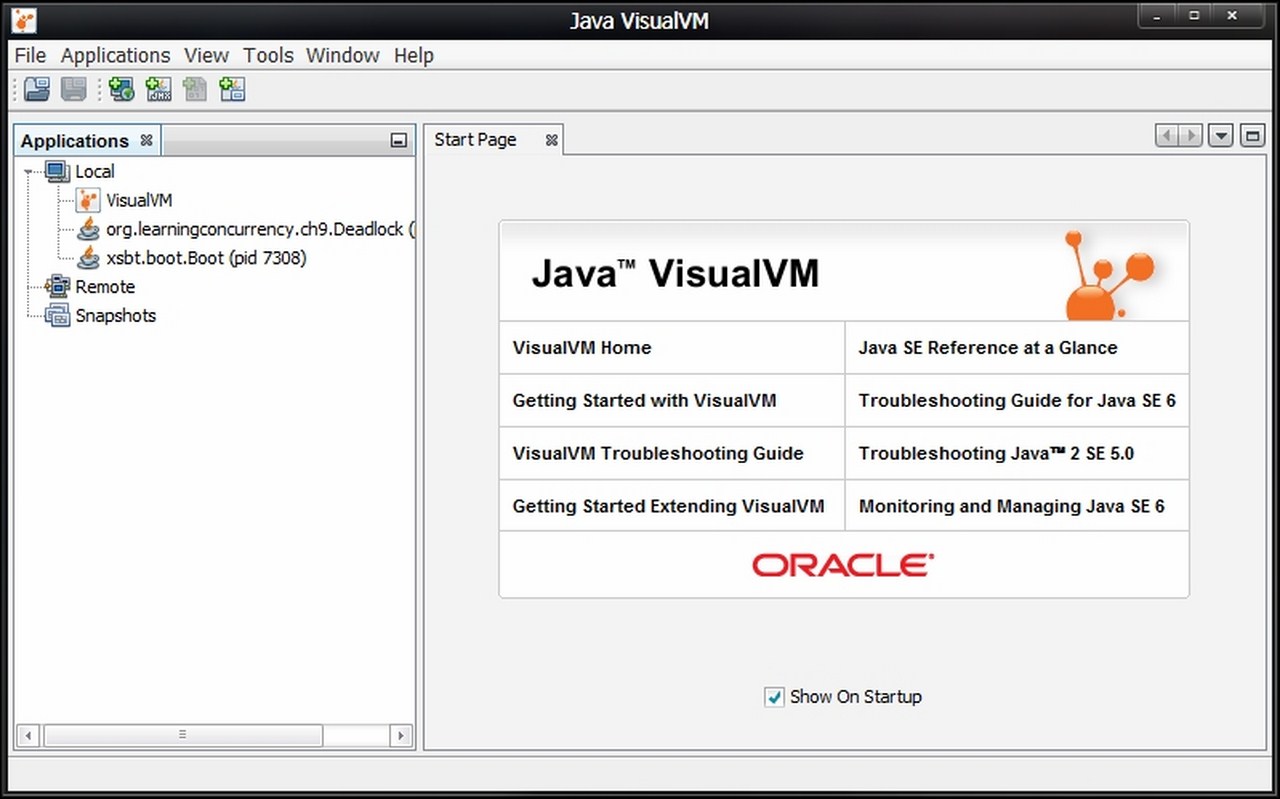 Java VisualVM
File Applications View Tools Window Help
JMX
Applications
Local
VisualVM
org.learningconcurrency.ch9.Deadlock (
xsbt.boot.Boot (pid 7308)
Remote
Snapshots
Start Page
Java™ VisualVM
VisualVM Home
Java SE Reference at a Glance
Getting Started with VisualVM
Troubleshooting Guide for Java SE 6
VisualVM Troubleshooting Guide
Troubleshooting Java™ 2 SE 5.0
Getting Started Extending VisualVM
Monitoring and Managing Java SE 6
ORACLE
Show On Startup